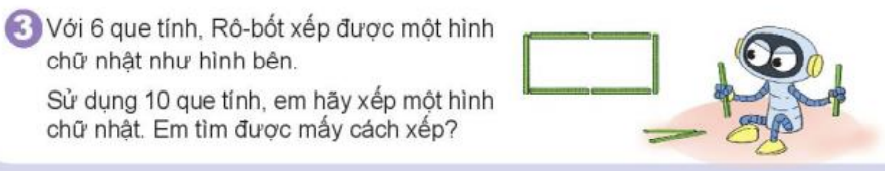 3 Với 6 que tính, Rô-bốt xếp được một hình
chữ nhật như hình bên.
Sử dụng 10 que tính, em hãy xếp một hình
chữ nhật. Em tìm được mấy cách xếp?